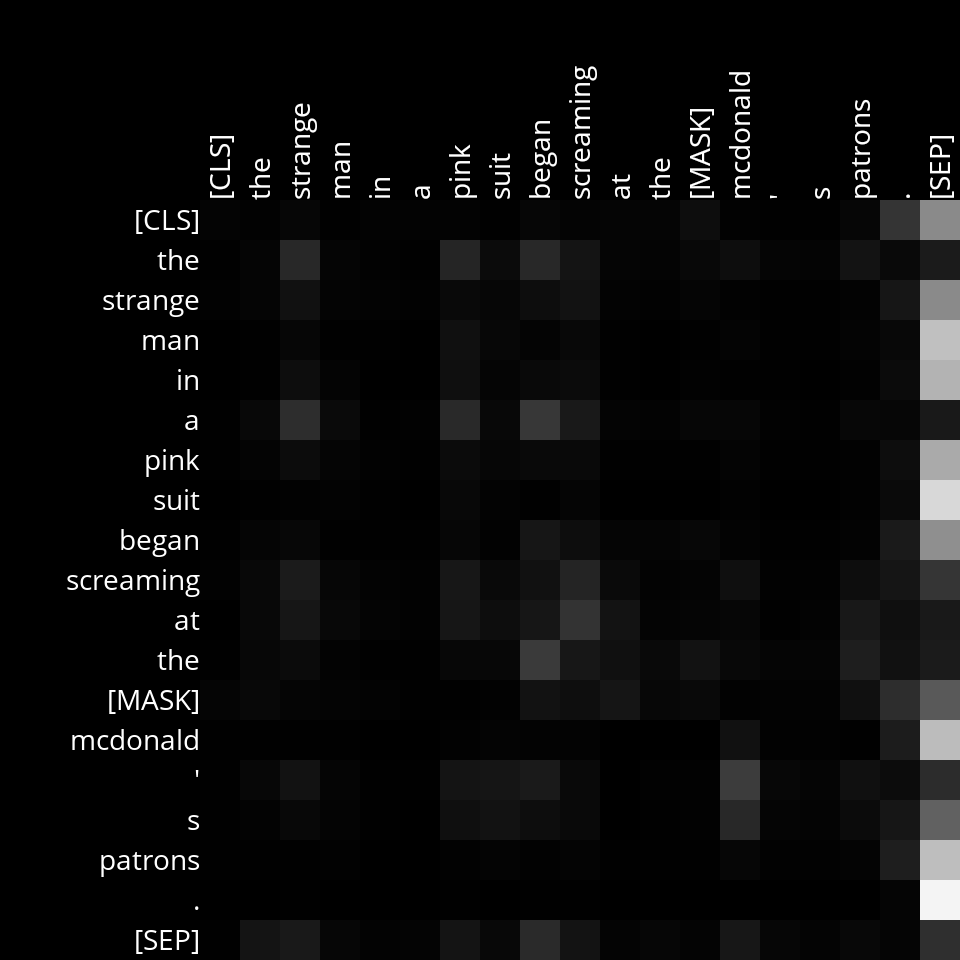 [CLS] the strange man in a pink suit began screaming at the [MASK] mcdonald ' s patrons . [SEP]
[CLS]
the
strange
man
in
a
pink
suit
began
screaming
at
the
[MASK]
mcdonald
'
s
patrons
.
[SEP]